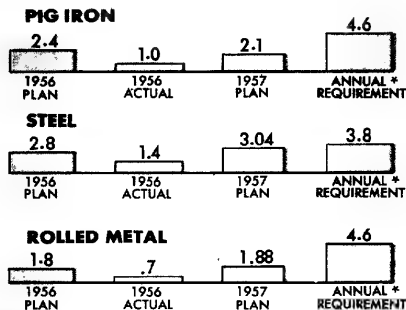 PIG IRON
2.4 1.0 2.1 4.6
1956 PLAN 1956 ACTUAL 1957 PLAN ANNUAL * REQUIREMENT
STEEL
2.8 1.4 3.04 3.8
1956 PLAN 1956 ACTUAL 1957 PLAN ANNUAL * REQUIREMENT
ROLLED METAL
1.8 .7 1.88 4.6
1956 PLAN 1956 ACTUAL 1957 PLAN ANNUAL * REQUIREMENT